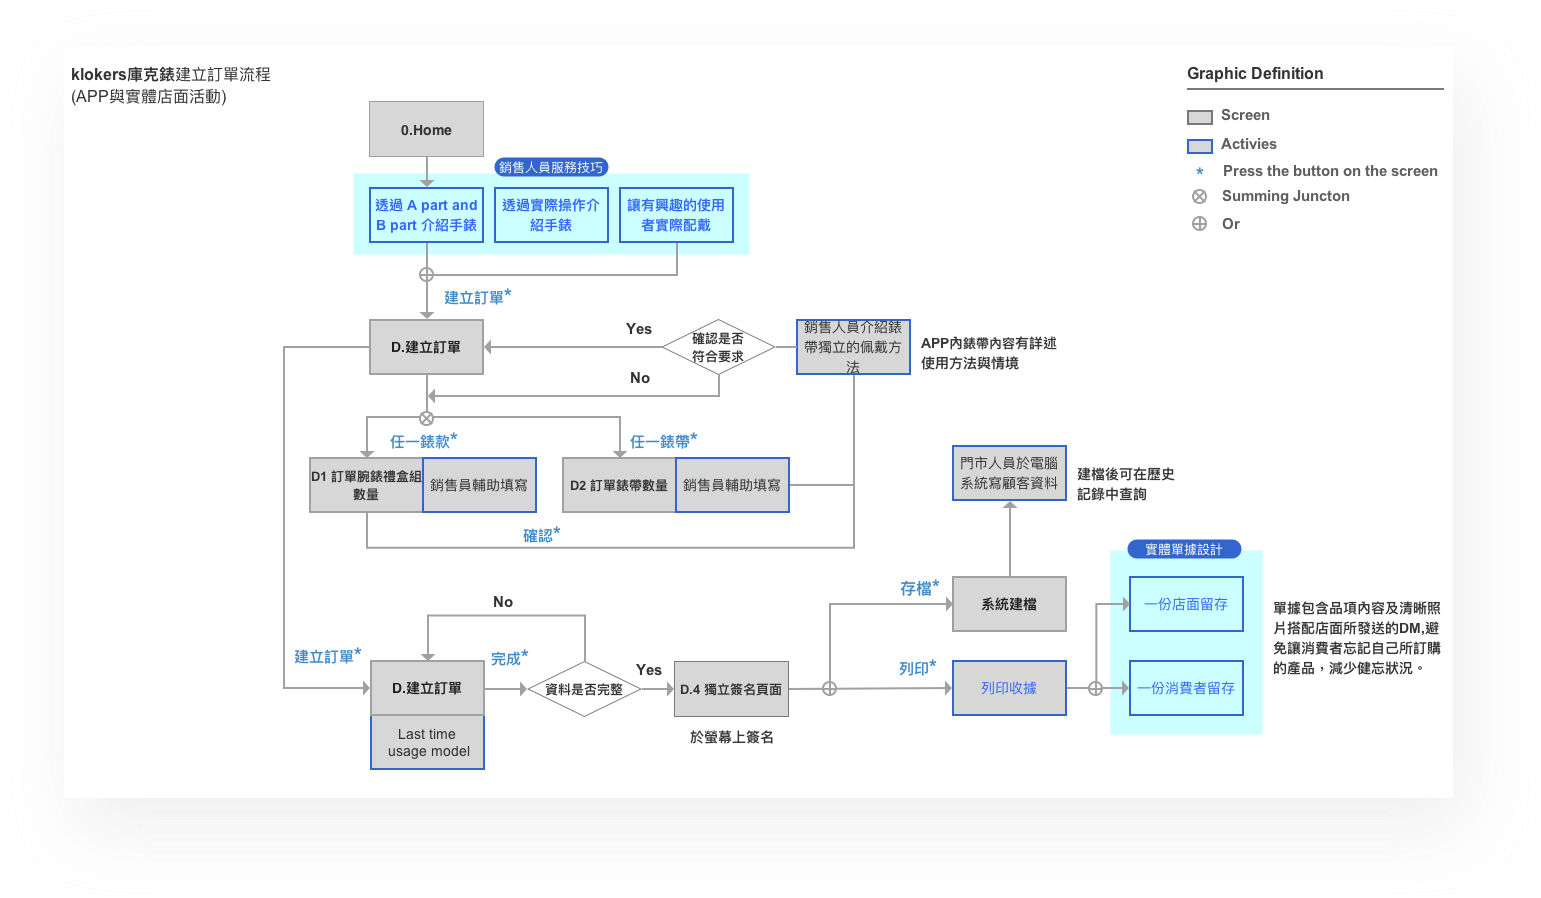 klokers庫克錶建立訂單流程
(APP與實體店面活動)
Graphic Definition
Screen
Activies
* Press the button on the screen
Summing Juncton
Or
0.Home
銷售人員服務技巧
透過 A part and
B part 介紹手錶
透過實際操作介
紹手錶
讓有興趣的使用
者實際配戴
建立訂單*
D.建立訂單
Yes
確認是否
符合要求
No
銷售人員介紹錶
帶獨立的佩戴方
法
APP內錶帶內容有詳述
使用方法與情境
任一錶款*
任一錶帶*
D1 訂單腕錶禮盒組
數量
銷售員輔助填寫
D2 訂單錶帶數量
銷售員輔助填寫
確認*
門市人員於電腦
系統寫顧客資料
建檔後可在歷史
記錄中查詢
實體單據設計
存檔*
系統建檔
一份店面留存
單據包含品項內容及清晰照
片搭配店面所發送的DM,避
免讓消費者忘記自己所訂購
的產品，減少健忘狀況。
No
建立訂單*
D.建立訂單
完成*
資料是否完整
Yes
D.4 獨立簽名頁面
列印*
列印收據
一份消費者留存
Last time
usage model
於螢幕上簽名